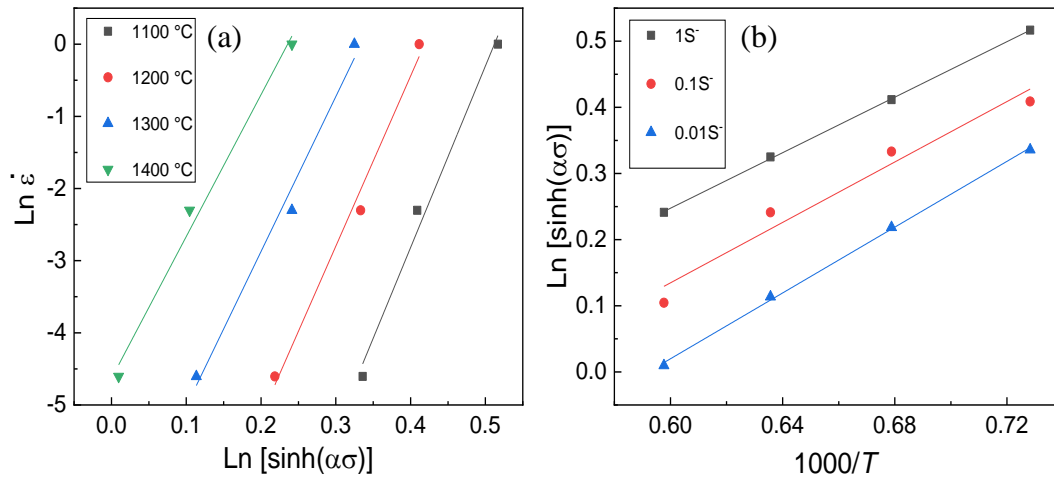 (a)
1100 °C
1200 °C
1300 °C
1400 °C
0
-1
-2
-3
-4
-5
Ln ε̇
0.0 0.1 0.2 0.3 0.4 0.5
Ln [sinh(ασ)]
(b)
1S⁻
0.1S⁻
0.01S⁻
0.5
0.4
0.3
0.2
0.1
0.0
Ln [sinh(ασ)]
0.60 0.64 0.68 0.72
1000/T